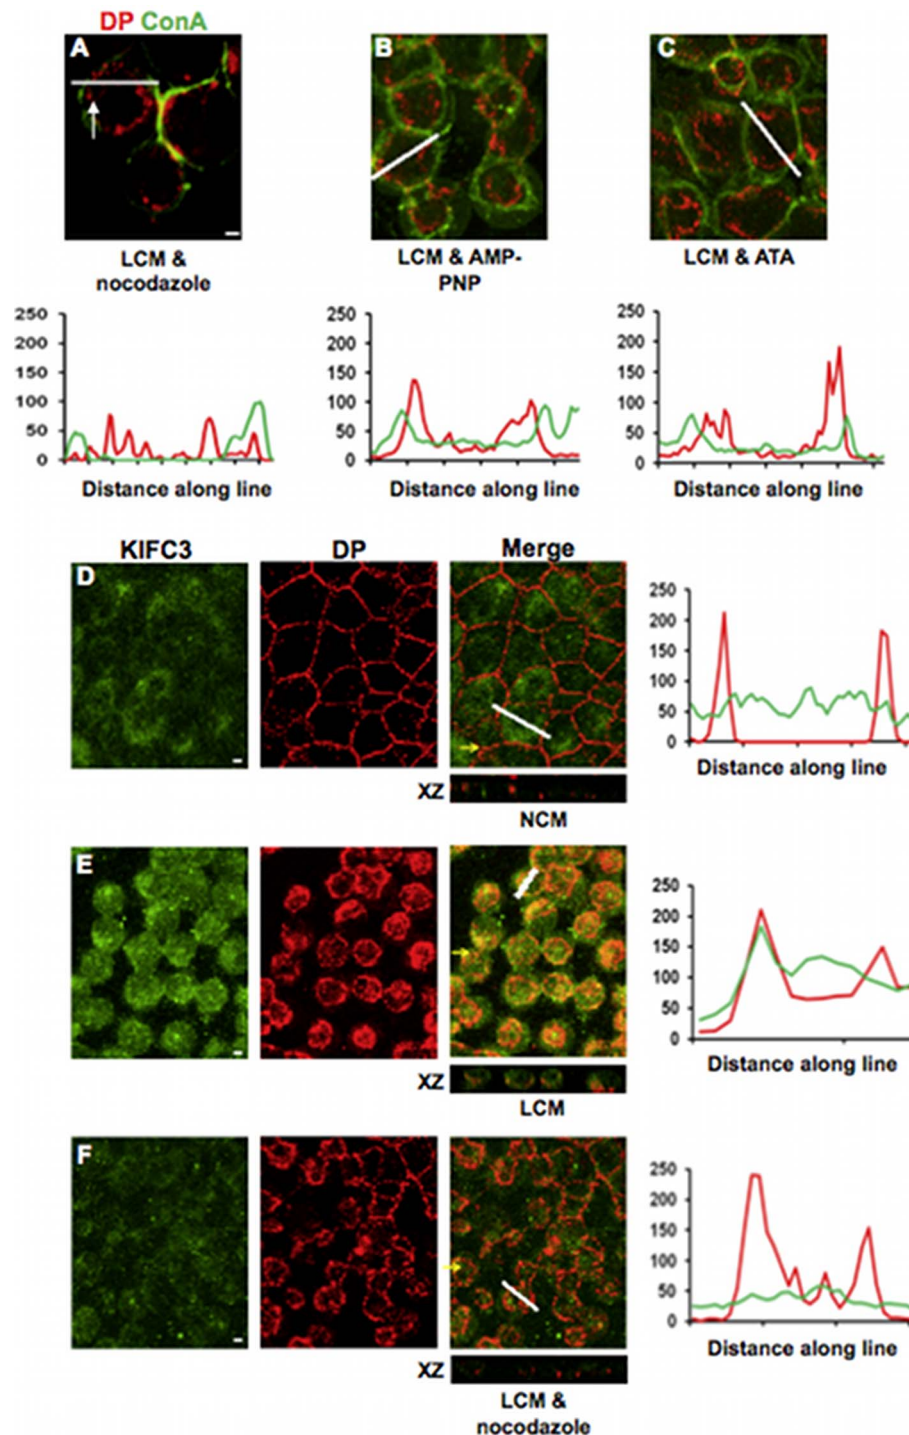 DP ConA
A
B
C
LCM &
nocodazole
LCM & AMP-
PNP
LCM & ATA
250
200
150
100
50
0
Distance along line
250
200
150
100
50
0
Distance along line
250
200
150
100
50
0
Distance along line
KIFC3
DP
Merge
D
XZ
NCM
250
200
150
100
50
0
Distance along line
E
XZ
LCM
250
200
150
100
50
0
Distance along line
F
XZ
LCM &
nocodazole
250
200
150
100
50
0
Distance along line